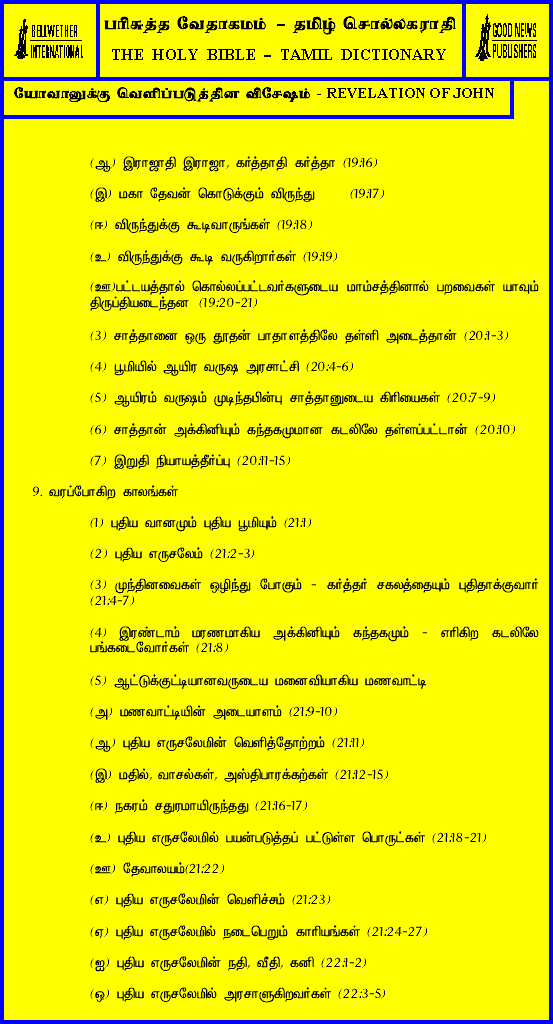 BELLWETHER
INTERNATIONAL
பரிசுத்த வேதாகமம் – தமிழ் சொல்லகராதி
THE HOLY BIBLE – TAMIL DICTIONARY
GOOD NEWS
PUBLISHERS
யோவானுக்கு வெளிப்படுத்தின விசேஷம் - REVELATION OF JOHN
(ஆ) இராஜாதி இராஜா, கர்த்தாதி கர்த்தா (19:16)
(இ) மகா தேவன் கொடுக்கும் விருந்து (19:17)
(ஈ) விருந்துக்கு கூடிவாருங்கள் (19:18)
(உ) விருந்துக்கு கூடி வருகிறார்கள் (19:19)
(ஊ)பட்டயத்தால் கொல்லப்பட்டவர்களுடைய மாம்சத்தினால் பறவைகள் யாவும்
திருப்தியடைந்தன (19:20-21)
(3) சாத்தானை ஒரு தூதன் பாதாளத்திலே தள்ளி அடைத்தான் (20:1-3)
(4) பூமியில் ஆயிர வருஷ அரசாட்சி (20:4-6)
(5) ஆயிரம் வருஷம் முடிந்தபின்பு சாத்தானுடைய கிரியைகள் (20:7-9)
(6) சாத்தான் அக்கினியும் கந்தகமுமான கடலிலே தள்ளப்பட்டான் (20:10)
(7) இறுதி நியாயத்தீர்ப்பு (20:11-15)
9. வரப்போகிற காலங்கள்
(1) புதிய வானமும் புதிய பூமியும் (21:1)
(2) புதிய எருசலேம் (21:2-3)
(3) முந்தினவைகள் ஒழிந்து போகும் - கர்த்தர் சகலத்தையும் புதிதாக்குவார்
(21:4-7)
(4) இரண்டாம் மரணமாகிய அக்கினியும் கந்தகமும் - எரிகிற கடலிலே
பங்கடைவோர்கள் (21:8)
(5) ஆட்டுக்குட்டியானவருடைய மனைவியாகிய மணவாட்டி
(அ) மணவாட்டியின் அடையாளம் (21:9-10)
(ஆ) புதிய எருசலேமின் வெளித்தோற்றம் (21:11)
(இ) மதில், வாசல்கள், அஸ்திபாரக்கற்கள் (21:12-15)
(ஈ) நகரம் சதுரமாயிருந்தது (21:16-17)
(உ) புதிய எருசலேமில் பயன்படுத்தப் பட்டுள்ள பொருட்கள் (21:18-21)
(ஊ) தேவாலயம்(21:22)
(எ) புதிய எருசலேமின் வெளிச்சம் (21:23)
(ஏ) புதிய எருசலேமில் நடைபெறும் காரியங்கள் (21:24-27)
(ஐ) புதிய எருசலேமின் நதி, வீதி, கனி (22:1-2)
(ஒ) புதிய எருசலேமில் அரசாளுகிறவர்கள் (22:3-5)